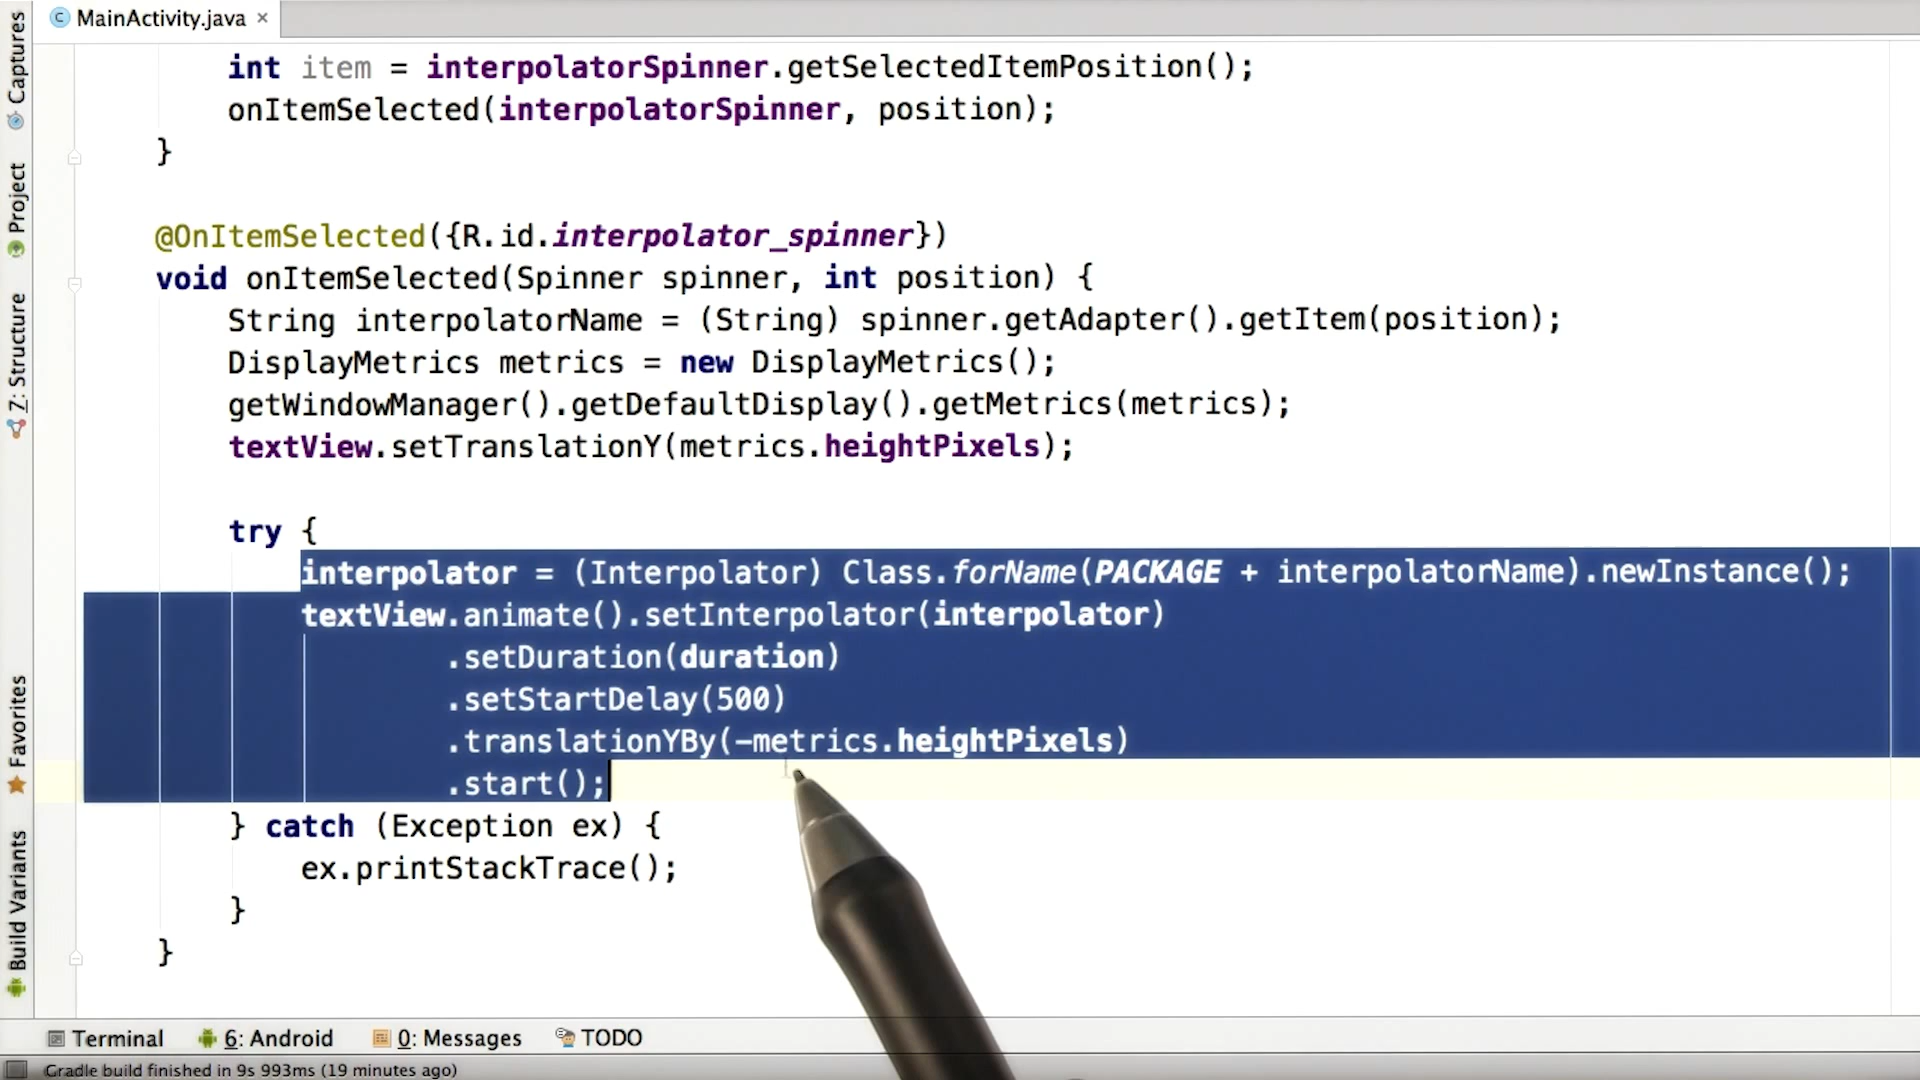 MainActivity.java
Captures
Project
Z: Structure
Favorites
Build Variants
int item = interpolatorSpinner.getSelectedItemPosition();
onItemSelected(interpolatorSpinner, position);
}
@OnItemSelected({R.id.interpolator_spinner})
void onItemSelected(Spinner spinner, int position) {
String interpolatorName = (String) spinner.getAdapter().getItem(position);
DisplayMetrics metrics = new DisplayMetrics();
getWindowManager().getDefaultDisplay().getMetrics(metrics);
textView.setTranslationY(metrics.heightPixels);
try {
interpolator = (Interpolator) Class.forName(PACKAGE + interpolatorName).newInstance();
textView.animate().setInterpolator(interpolator)
.setDuration(duration)
.setStartDelay(500)
.translationYBy(-metrics.heightPixels)
.start();
} catch (Exception ex) {
ex.printStackTrace();
}
}
Terminal 6: Android 0: Messages TODO
Gradle build finished in 9s 993ms (19 minutes ago)